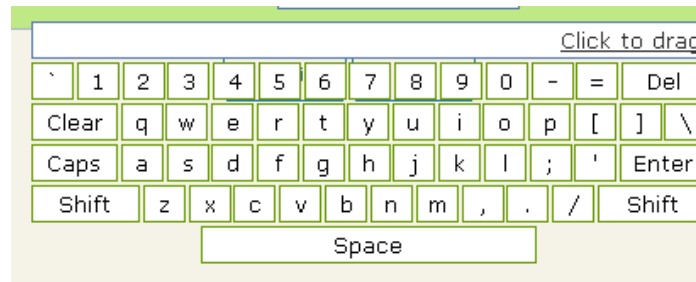 Click to drag
` 1 2 3 4 5 6 7 8 9 0 - = Del
Clear q w e r t y u i o p [ ] \
Caps a s d f g h j k l ; ' Enter
Shift z x c v b n m , . / Shift
Space